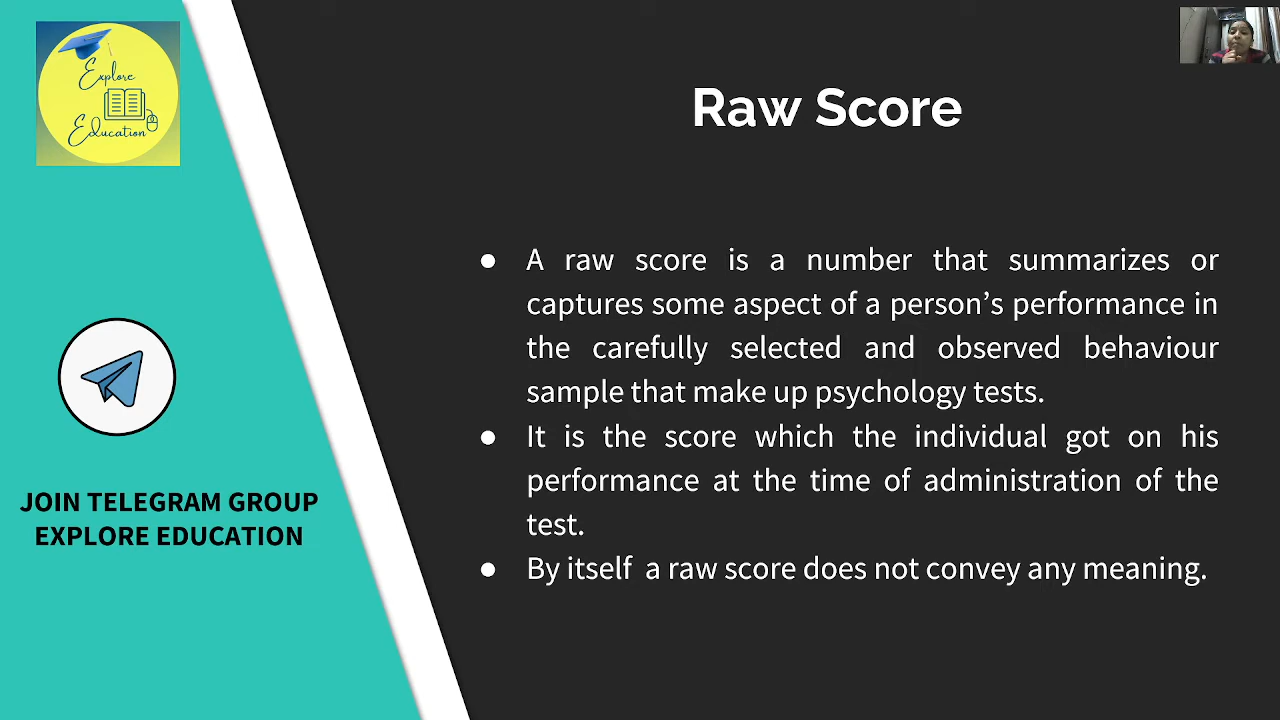 Explore
Education
JOIN TELEGRAM GROUP
EXPLORE EDUCATION
Raw Score
● A raw score is a number that summarizes or
captures some aspect of a person’s performance in
the carefully selected and observed behaviour
sample that make up psychology tests.
● It is the score which the individual got on his
performance at the time of administration of the
test.
● By itself a raw score does not convey any meaning.